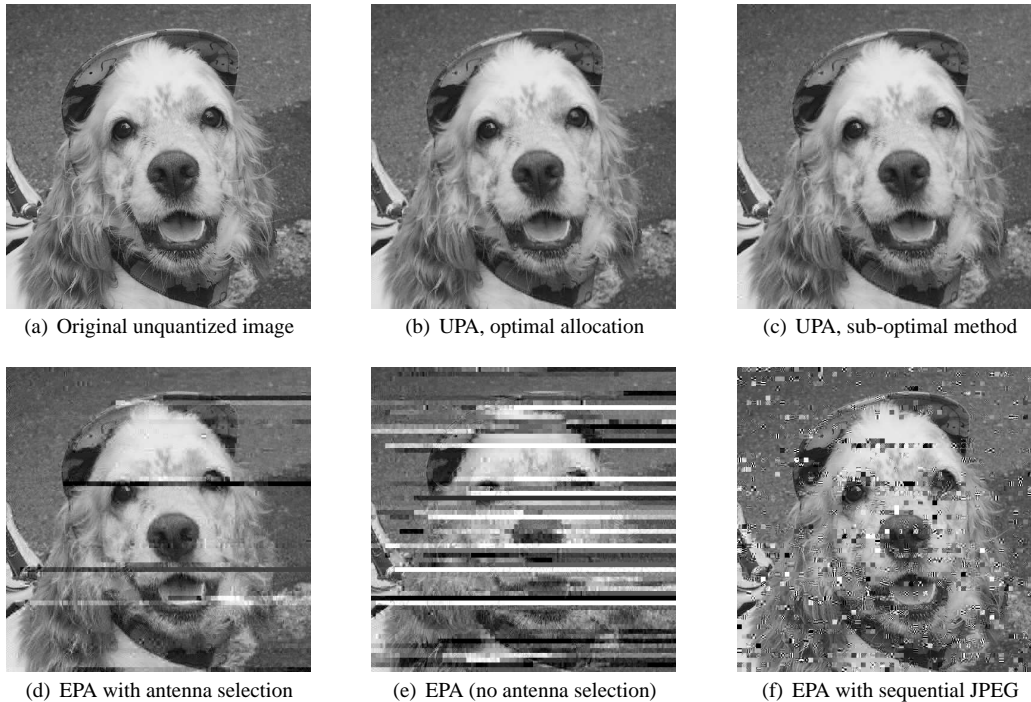 (a) Original unquantized image
(b) UPA, optimal allocation
(c) UPA, sub-optimal method
(d) EPA with antenna selection
(e) EPA (no antenna selection)
(f) EPA with sequential JPEG